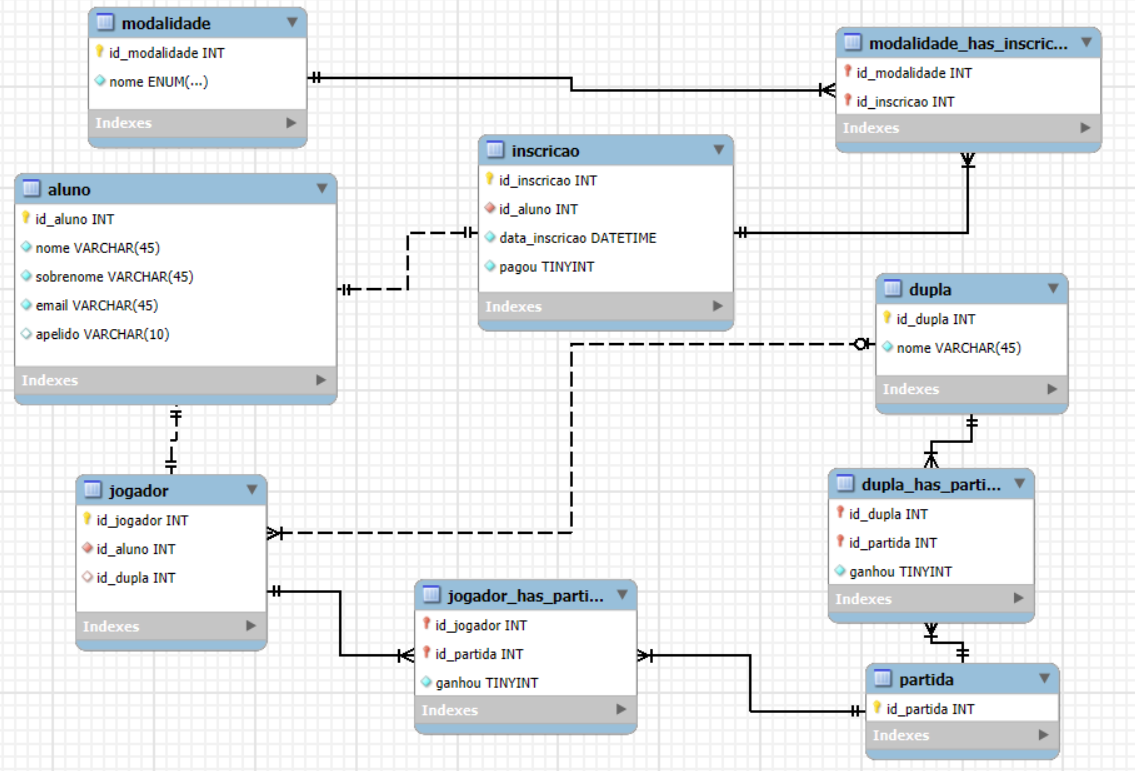 modalidade
id_modalidade INT
nome ENUM(...)
Indexes
modalidade_has_inscric...
id_modalidade INT
id_inscricao INT
Indexes
inscricao
id_inscricao INT
id_aluno INT
data_inscricao DATETIME
pagou TINYINT
Indexes
aluno
id_aluno INT
nome VARCHAR(45)
sobrenome VARCHAR(45)
email VARCHAR(45)
apelido VARCHAR(10)
Indexes
dupla
id_dupla INT
nome VARCHAR(45)
Indexes
jogador
id_jogador INT
id_aluno INT
id_dupla INT
Indexes
dupla_has_parti...
id_dupla INT
id_partida INT
ganhou TINYINT
Indexes
jogador_has_parti...
id_jogador INT
id_partida INT
ganhou TINYINT
Indexes
partida
id_partida INT
Indexes